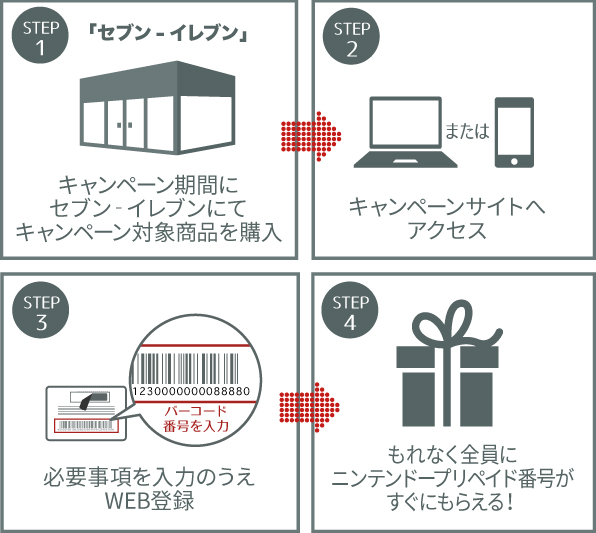 STEP
1
「セブン‐イレブン」
キャンペーン期間に
セブン‐イレブンにて
キャンペーン対象商品を購入
STEP
2
または
キャンペーンサイトへ
アクセス
STEP
3
1230000000088880
バーコード
番号を入力
必要事項を入力のうえ
WEB登録
STEP
4
もれなく全員に
ニンテンドープリペイド番号が
すぐにもらえる！